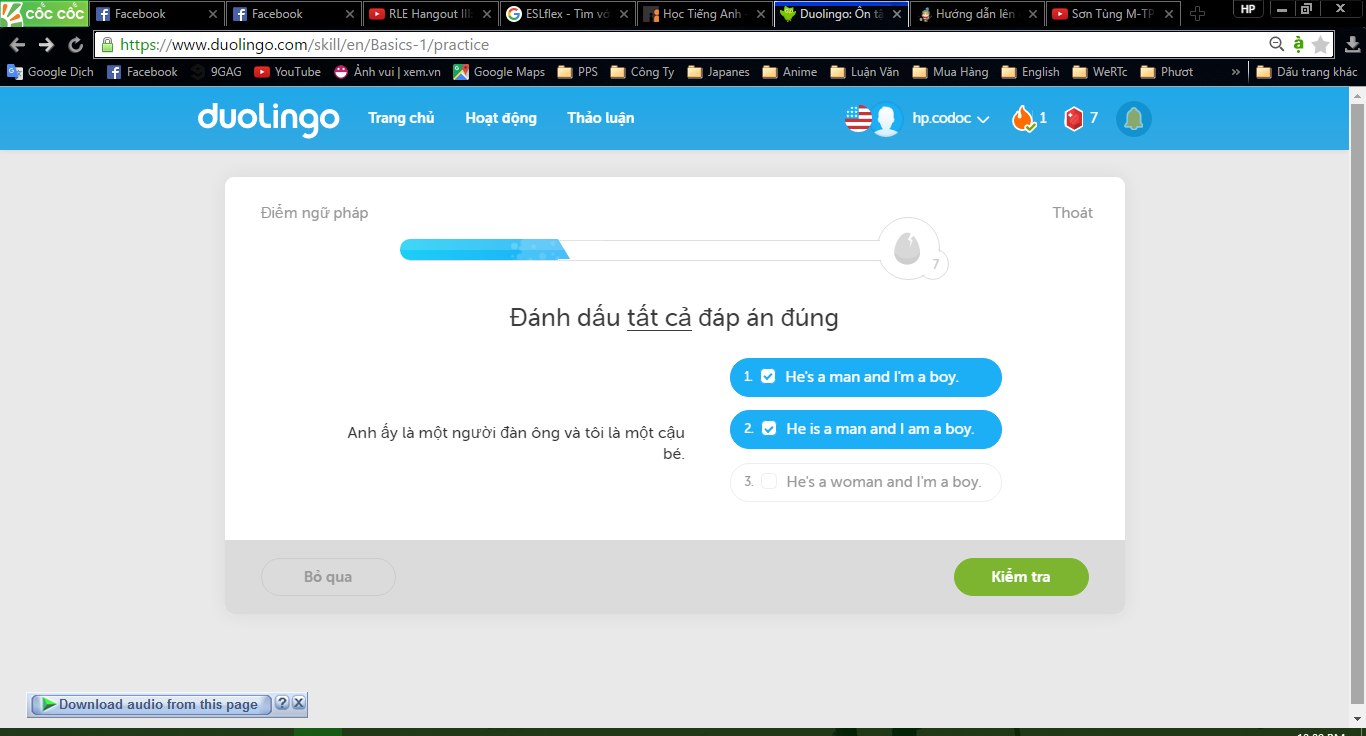 cốc cốc Facebook Facebook RLE Hangout III: ESLflex - Tìm vớ Học Tiếng Anh - Duolingo: Ôn tậ Hướng dẫn lên Sơn Tùng M-TP HP
https://www.duolingo.com/skill/en/Basics-1/practice
Google Dịch Facebook 9GAG YouTube Ảnh vui | xem.vn Google Maps PPS Công Ty Japanes Anime Luận Văn Mua Hàng English WeRTc Phượt » Dấu trang khác
duolingo Trang chủ Hoạt động Thảo luận hp.codoc 1 7
Điểm ngữ pháp Thoát
7
Đánh dấu tất cả đáp án đúng
Anh ấy là một người đàn ông và tôi là một cậu
bé.
1. He's a man and I'm a boy.
2. He is a man and I am a boy.
3. He's a woman and I'm a boy.
Bỏ qua Kiểm tra
Download audio from this page ? X